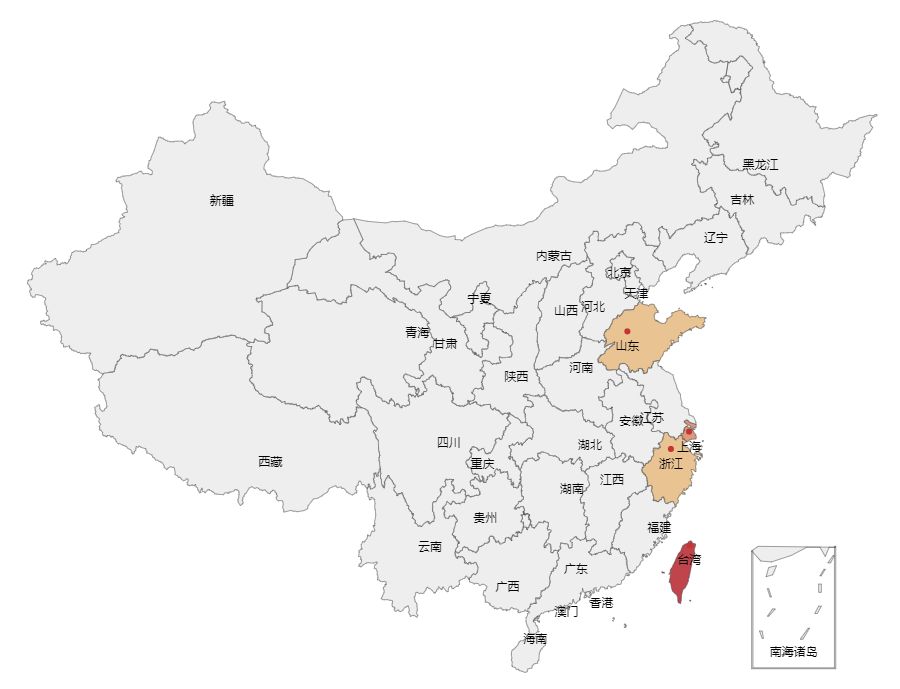 黑龙江
吉林
新疆
辽宁
内蒙古
北京
天津
宁夏
山西
河北
青海
甘肃
山东
河南
陕西
安徽
江苏
四川
湖北
上海
重庆
浙江
西藏
江西
湖南
贵州
福建
云南
台湾
广东
广西
香港
澳门
海南
南海诸岛